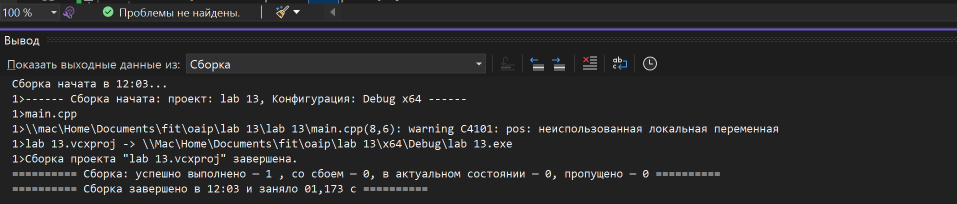 100 %
Проблемы не найдены.
Вывод
Показать выходные данные из: Сборка
Сборка начата в 12:03...
1>------ Сборка начата: проект: lab 13, Конфигурация: Debug x64 ------
1>main.cpp
1>\\mac\Home\Documents\fit\oaip\lab 13\lab 13\main.cpp(8,6): warning C4101: pos: неиспользованная локальная переменная
1>lab 13.vcxproj -> \\Mac\Home\Documents\fit\oaip\lab 13\x64\Debug\lab 13.exe
1>Сборка проекта "lab 13.vcxproj" завершена.
========== Сборка: успешно выполнено — 1 , со сбоем — 0, в актуальном состоянии — 0, пропущено — 0 ==========
========== Сборка завершено в 12:03 и заняло 01,173 с ==========